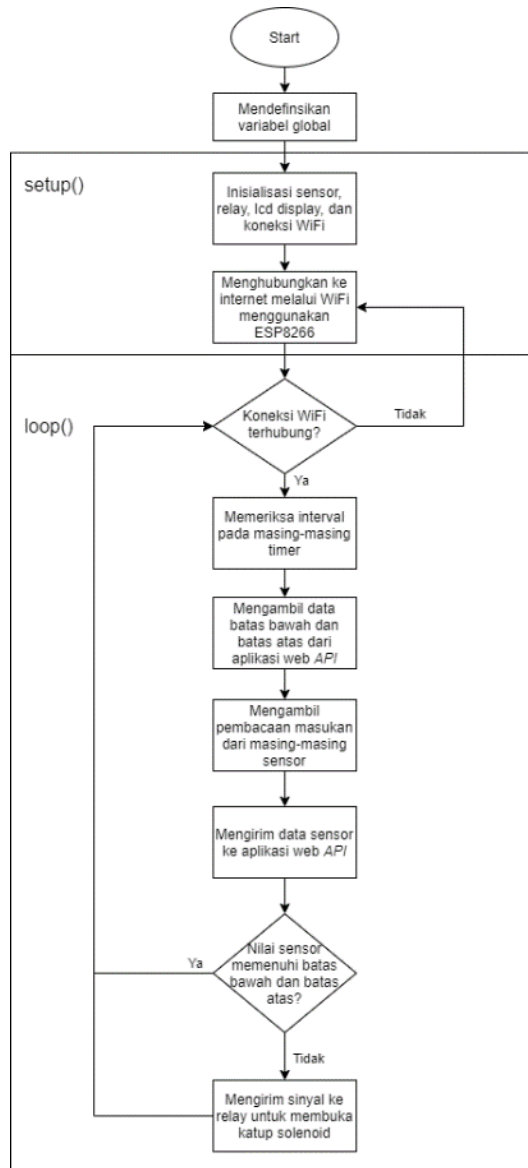 Start
Mendefinsikan
variabel global
setup()
Inisialisasi sensor,
relay, lcd display, dan
koneksi WiFi
Menghubungkan ke
internet melalui WiFi
menggunakan
ESP8266
loop()
Koneksi WiFi
terhubung?
Tidak
Ya
Memeriksa interval
pada masing-masing
timer
Mengambil data
batas bawah dan
batas atas dari
aplikasi web API
Mengambil
pembacaan masukan
dari masing-masing
sensor
Mengirim data sensor
ke aplikasi web API
Nilai sensor
memenuhi batas
bawah dan batas
atas?
Ya
Tidak
Mengirim sinyal ke
relay untuk membuka
katup solenoid